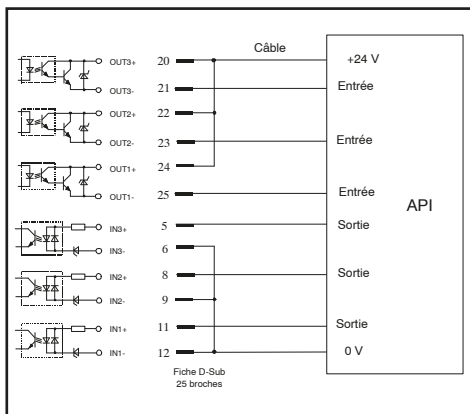 Câble
OUT3+ 20 +24 V
OUT3- 21 Entrée
OUT2+ 22
OUT2- 23 Entrée
OUT1+ 24
OUT1- 25 Entrée
API
IN3+ 5 Sortie
IN3- 6
IN2+ 8 Sortie
IN2- 9
IN1+ 11 Sortie
IN1- 12 0 V
Fiche D-Sub
25 broches